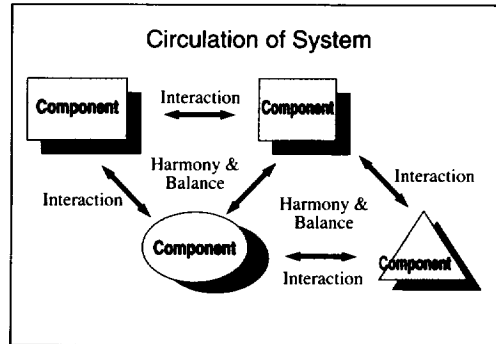 Circulation of System
Component
Interaction
Component
Interaction
Harmony &
Balance
Interaction
Harmony &
Balance
Component
Component
Interaction